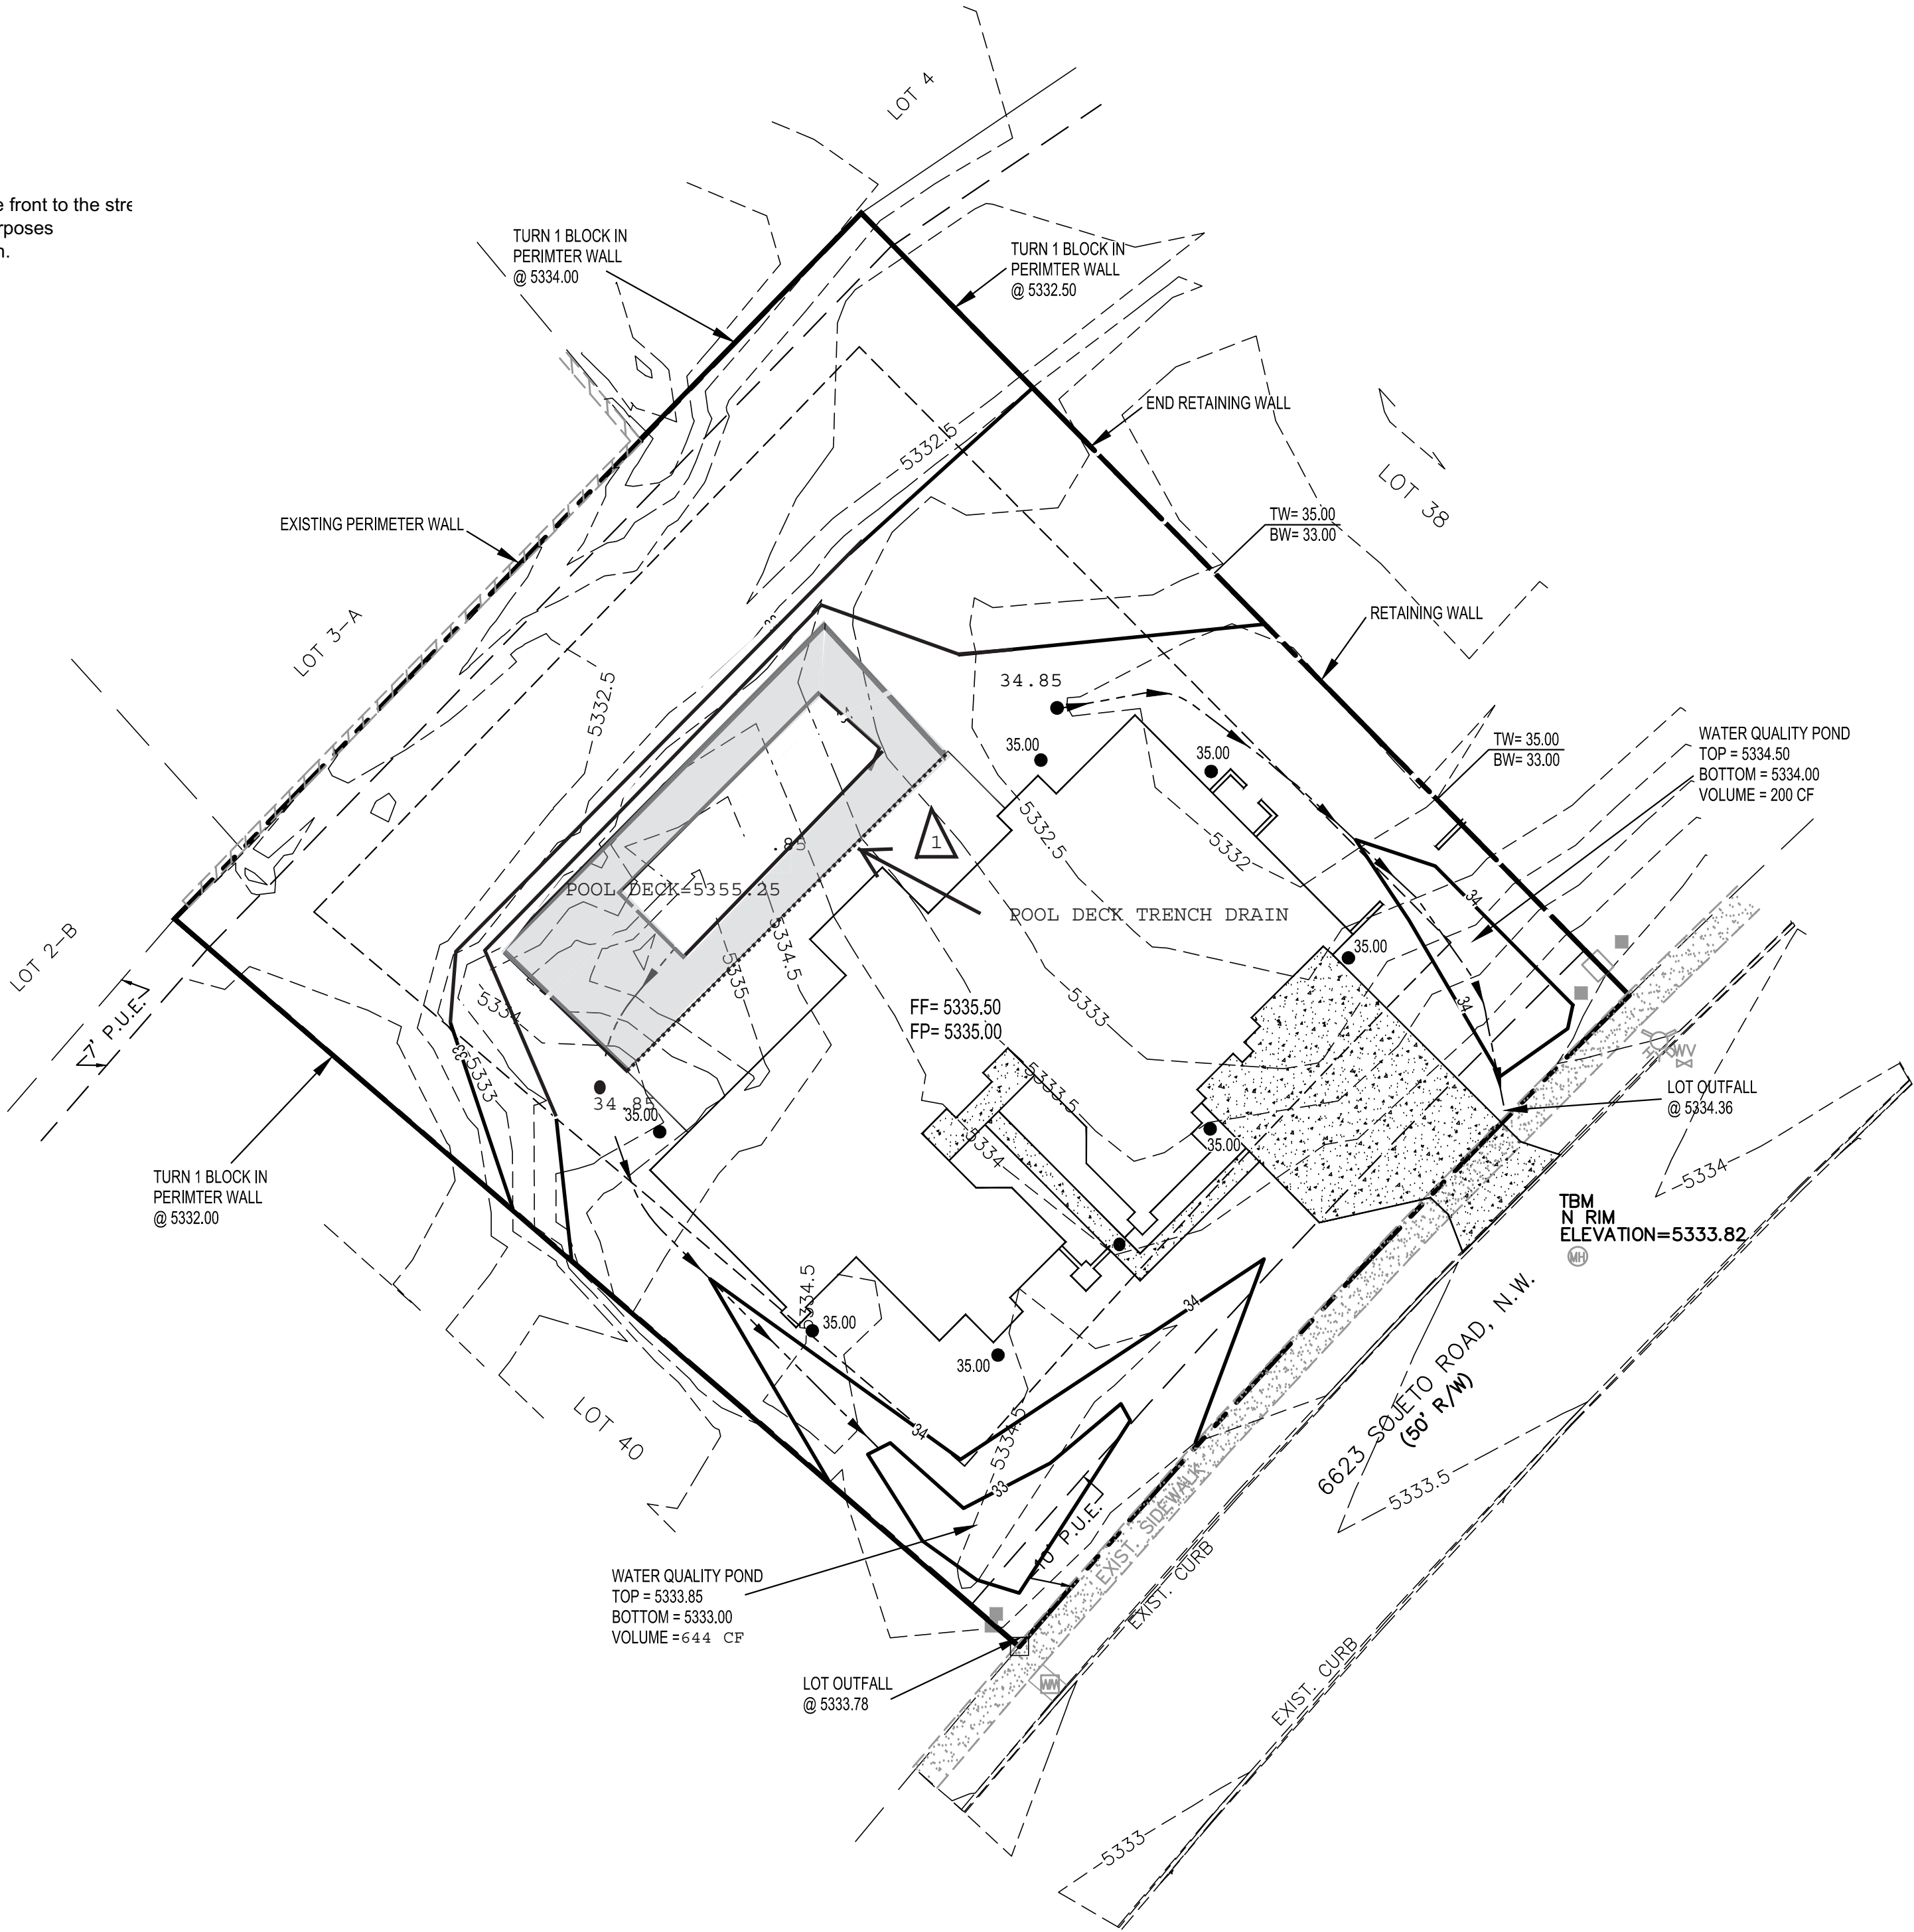 LOT 4
e front to the stre
rposes
n.
TURN 1 BLOCK IN
PERIMTER WALL
@ 5334.00
TURN 1 BLOCK IN
PERIMTER WALL
@ 5332.50
END RETAINING WALL
5332.5
LOT 38
EXISTING PERIMETER WALL
TW= 35.00
BW= 33.00
RETAINING WALL
LOT 3-A
5332.5
34.85
35.00
35.00
TW= 35.00
BW= 33.00
WATER QUALITY POND
TOP = 5334.50
BOTTOM = 5334.00
VOLUME = 200 CF
1
.85
5332.5
5332
POOL DECK=5355.25
34
POOL DECK TRENCH DRAIN
LOT 2-B
5334.5
35.00
5335
7' P.U.E.
5334
FF= 5335.50
FP= 5335.00
5333
34
WV
33
5333
5333.5
LOT OUTFALL
@ 5334.36
34.85
35.00
35.00
5334
TURN 1 BLOCK IN
PERIMTER WALL
@ 5332.00
5334
TBM
N RIM
ELEVATION=5333.82
MH
5334.5
35.00
34
35.00
6623 SOJETO ROAD, N.W.
(50' R/W)
LOT 40
34
5334.5
33
5333.5
10' P.U.E.
EXIST. SIDEWALK
EXIST. CURB
WATER QUALITY POND
TOP = 5333.85
BOTTOM = 5333.00
VOLUME =644 CF
LOT OUTFALL
@ 5333.78
WM
EXIST. CURB
5333